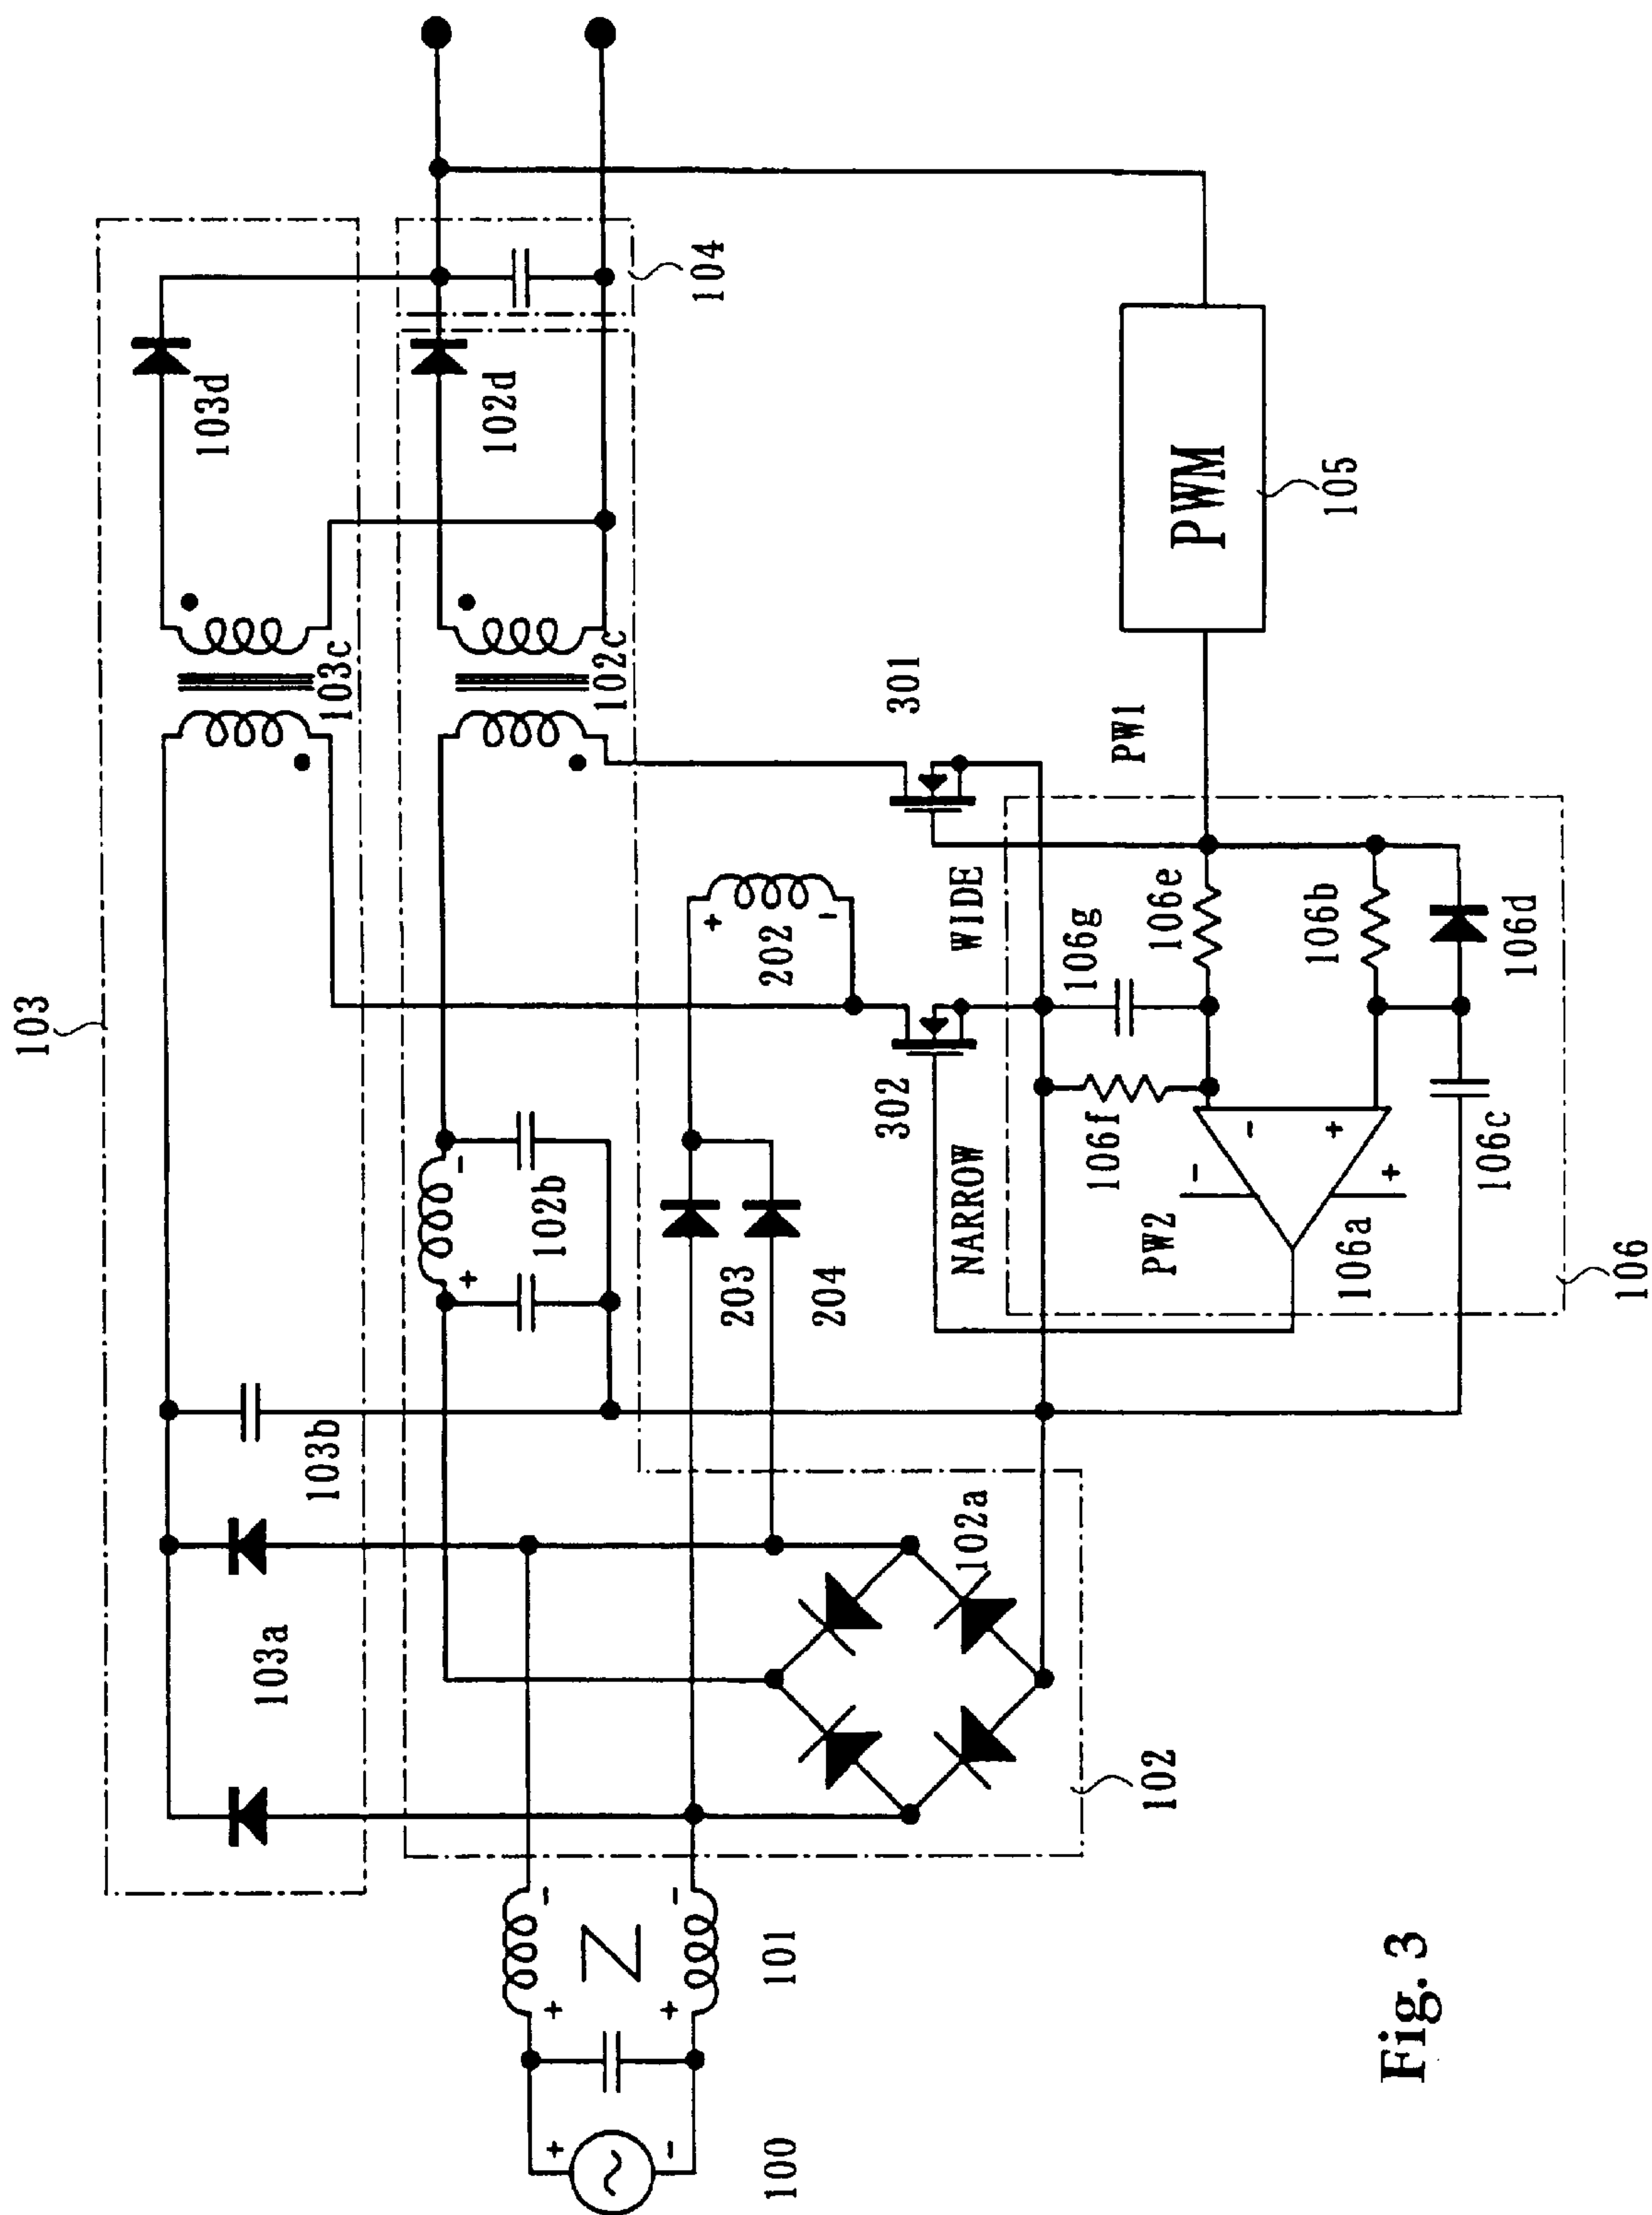 103
103d
102d
104
103c
102c
301
PW1
PWM
105
WIDE
202
+
-
106g
106e
106b
106d
302
NARROW
106f
-
+
-
+
PW2
106a
106c
106
+
-
102b
203
204
103b
103a
102a
102
-
-
+
+
Z
101
+
-
100
Fig. 3